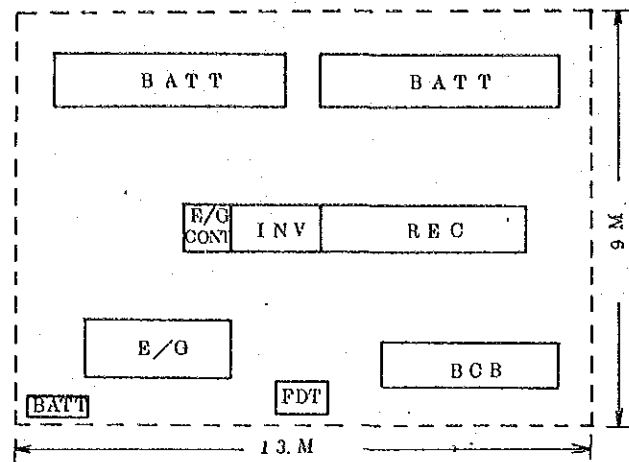 BATT
BATT
E/G
CONT
INV
REC
9 M
E/G
BCB
FDT
BATT
13.M